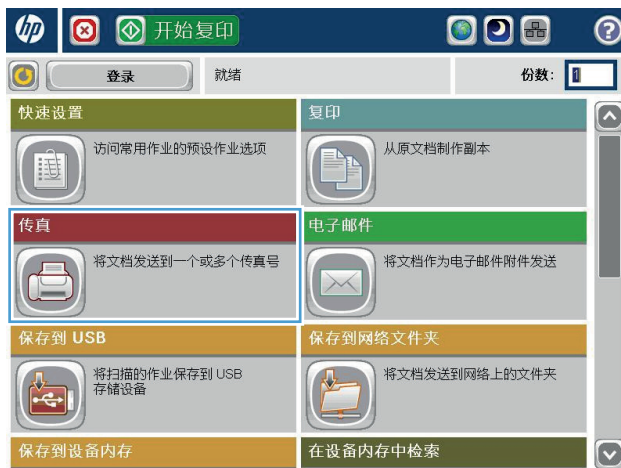 hp 开始复印 ?
登录 就绪 份数: 1
快速设置 复印
访问常用作业的预设作业选项 从原文档制作副本
传真 电子邮件
将文档发送到一个或多个传真号 将文档作为电子邮件附件发送
保存到 USB 保存到网络文件夹
将扫描的作业保存到 USB
存储设备
将文档发送到网络上的文件夹
保存到设备内存 在设备内存中检索